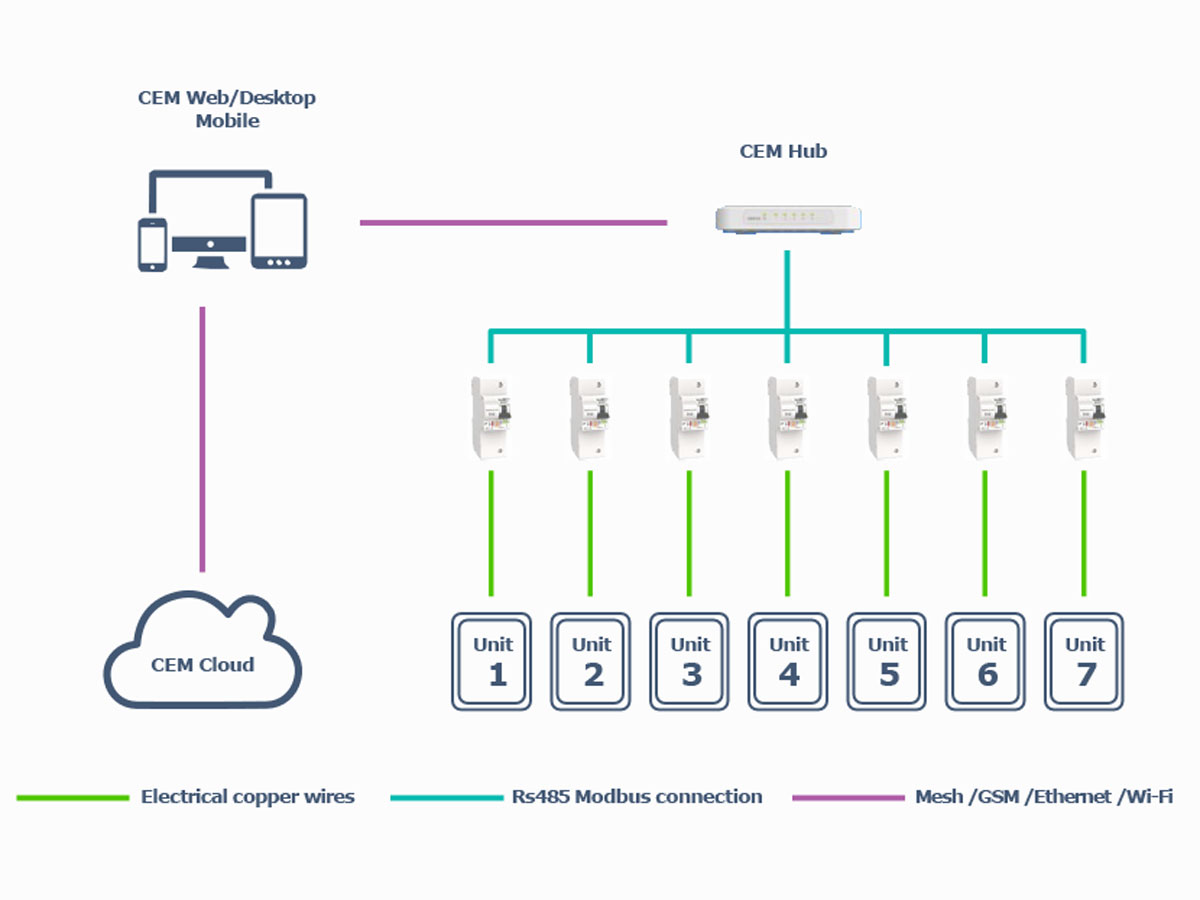 CEM Web/Desktop
Mobile
CEM Hub
CEM Cloud
Unit
1
Unit
2
Unit
3
Unit
4
Unit
5
Unit
6
Unit
7
Electrical copper wires
Rs485 Modbus connection
Mesh /GSM /Ethernet /Wi-Fi